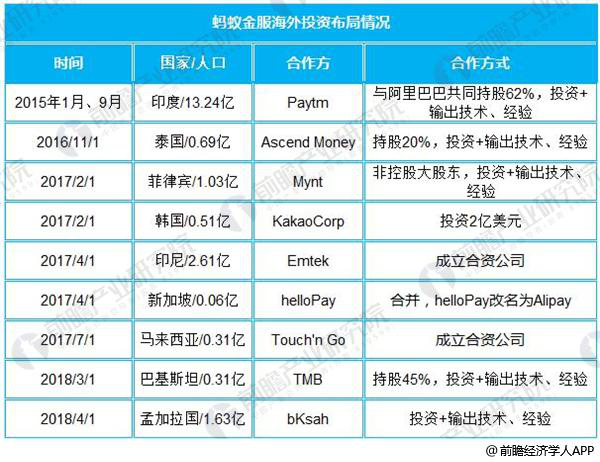 蚂蚁金服海外投资布局情况
时间 国家/人口 合作方 合作方式
2015年1月、9月 印度/13.24亿 Paytm 与阿里巴巴共同持股62%，投资+
输出技术、经验
2016/11/1 泰国/0.69亿 Ascend Money 持股20%，投资+输出技术、经验
2017/2/1 菲律宾/1.03亿 Mynt 非控股大股东，投资+输出技术、
经验
2017/2/1 韩国/0.51亿 KakaoCorp 投资2亿美元
2017/4/1 印尼/2.61亿 Emtek 成立合资公司
2017/4/1 新加坡/0.06亿 helloPay 合并，helloPay改名为Alipay
2017/7/1 马来西亚/0.31亿 Touch'n Go 成立合资公司
2018/3/1 巴基斯坦/0.31亿 TMB 持股45%，投资+输出技术、经验
2018/4/1 孟加拉国/1.63亿 bKsah 投资+输出技术、经验
@前瞻经济学人APP
前瞻产业研究院